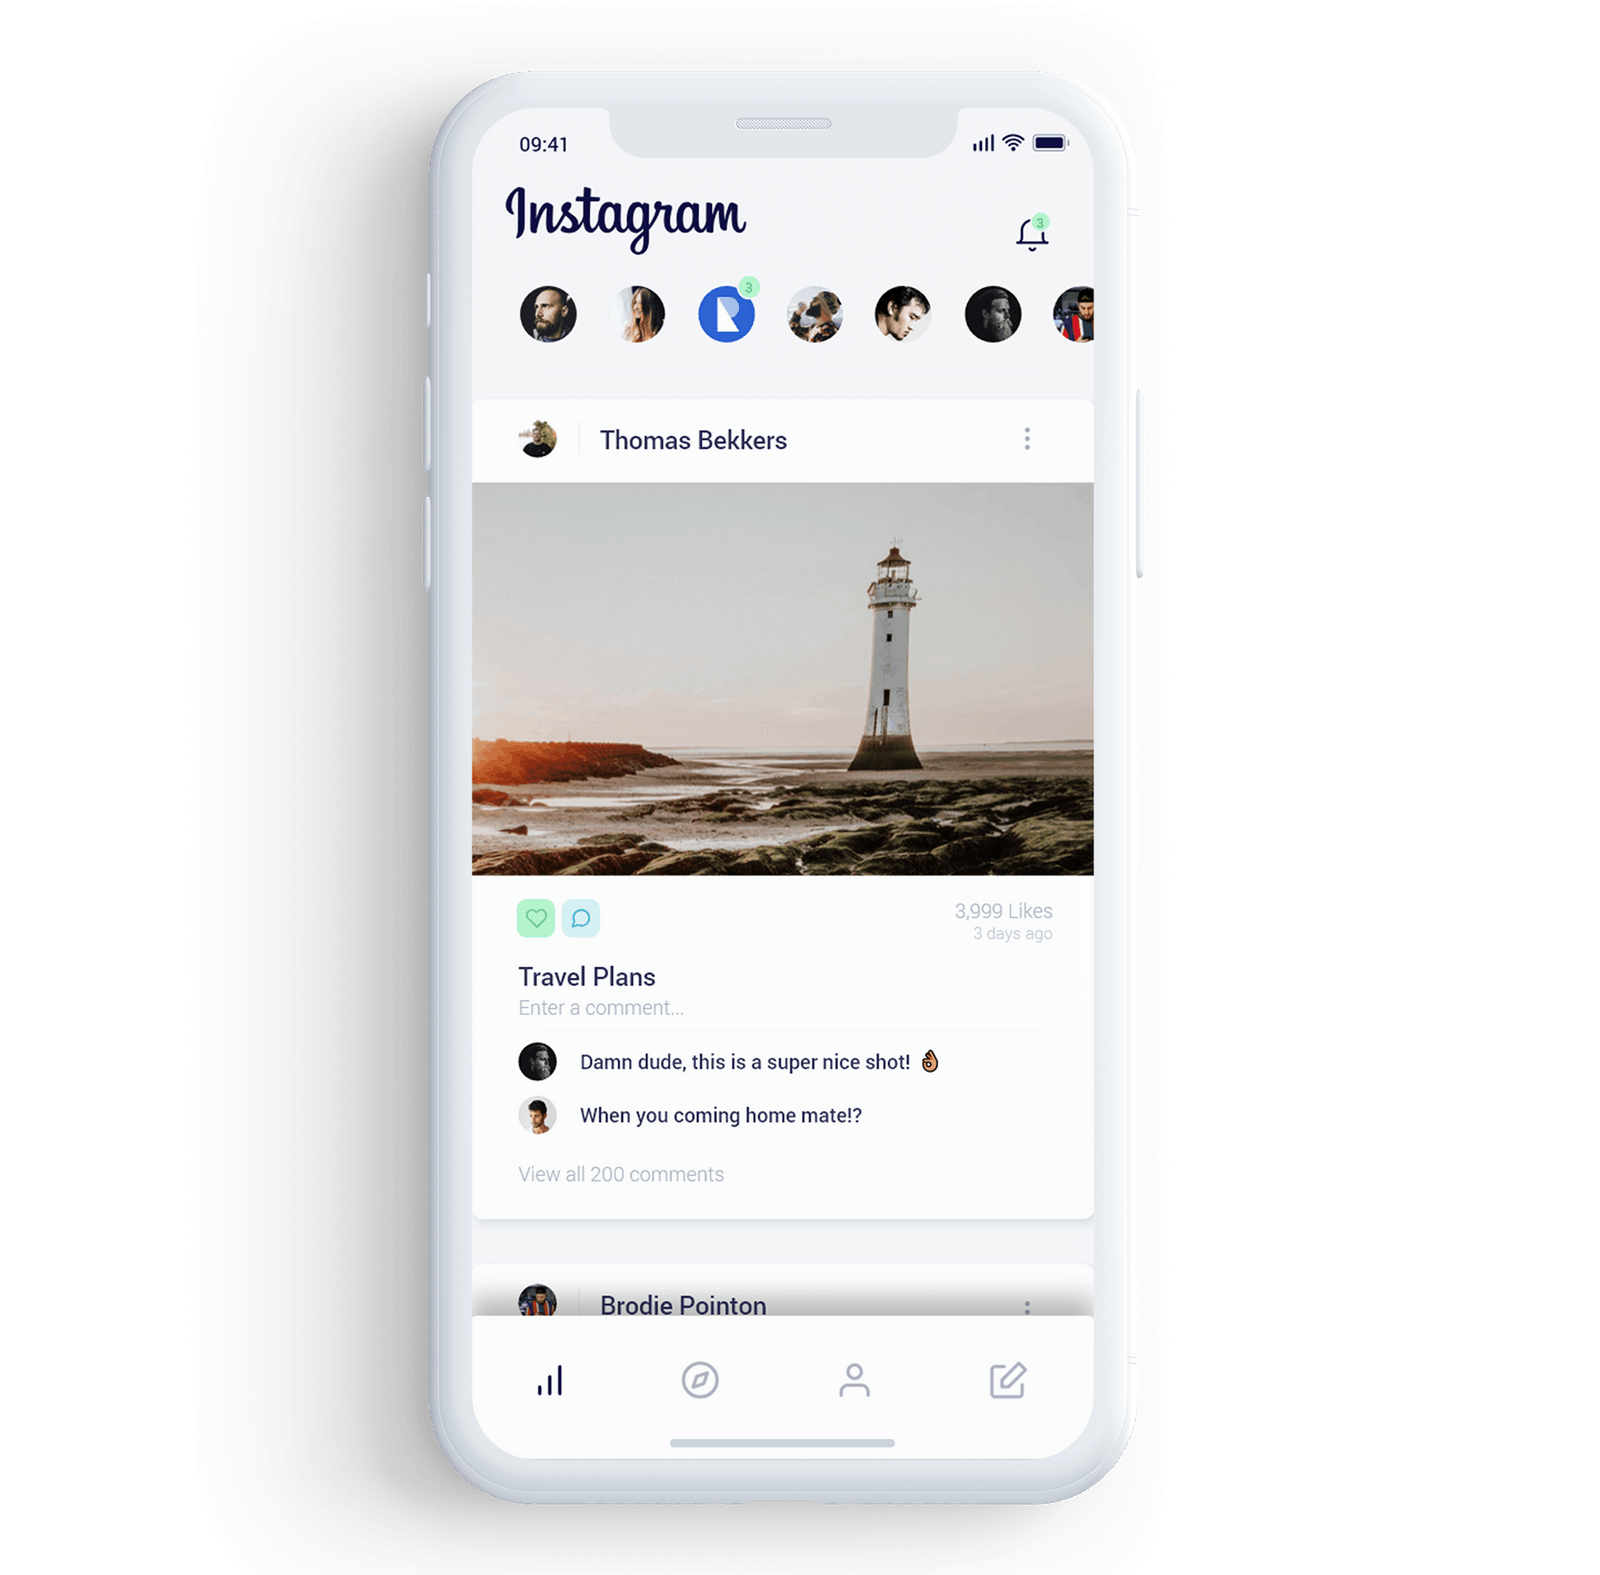 09:41
Instagram
3
3
Thomas Bekkers
3,999 Likes
3 days ago
Travel Plans
Enter a comment...
Damn dude, this is a super nice shot! 👌🏽
When you coming home mate!?
View all 200 comments
Brodie Pointon